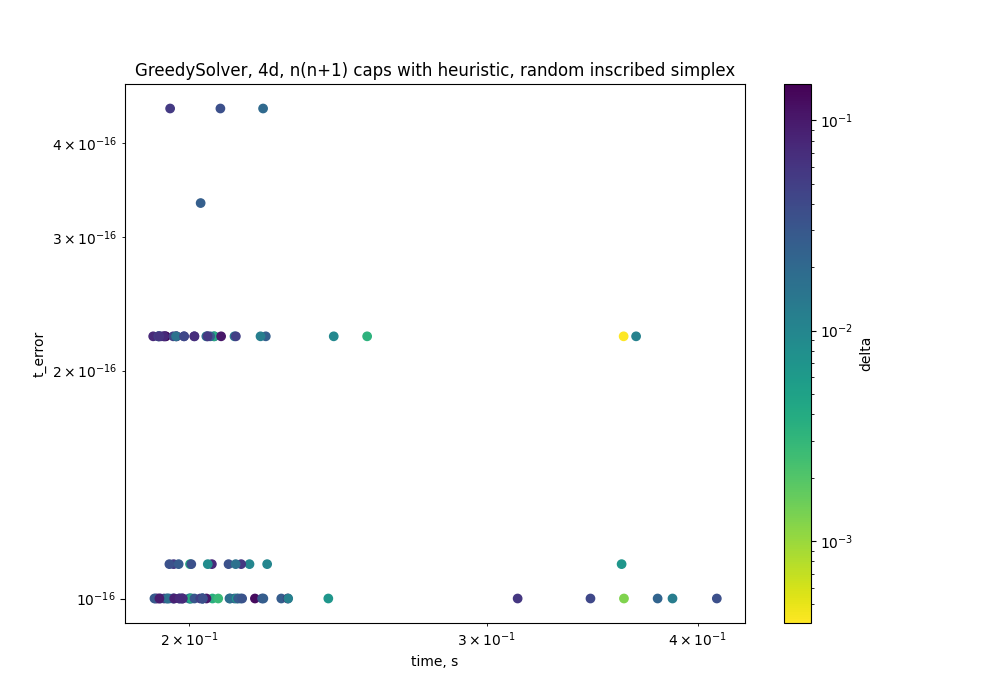 GreedySolver, 4d, n(n+1) caps with heuristic, random inscribed simplex
4 × 10⁻¹⁶
3 × 10⁻¹⁶
2 × 10⁻¹⁶
10⁻¹⁶
t_error
2 × 10⁻¹
3 × 10⁻¹
4 × 10⁻¹
time, s
10⁻¹
10⁻²
10⁻³
delta